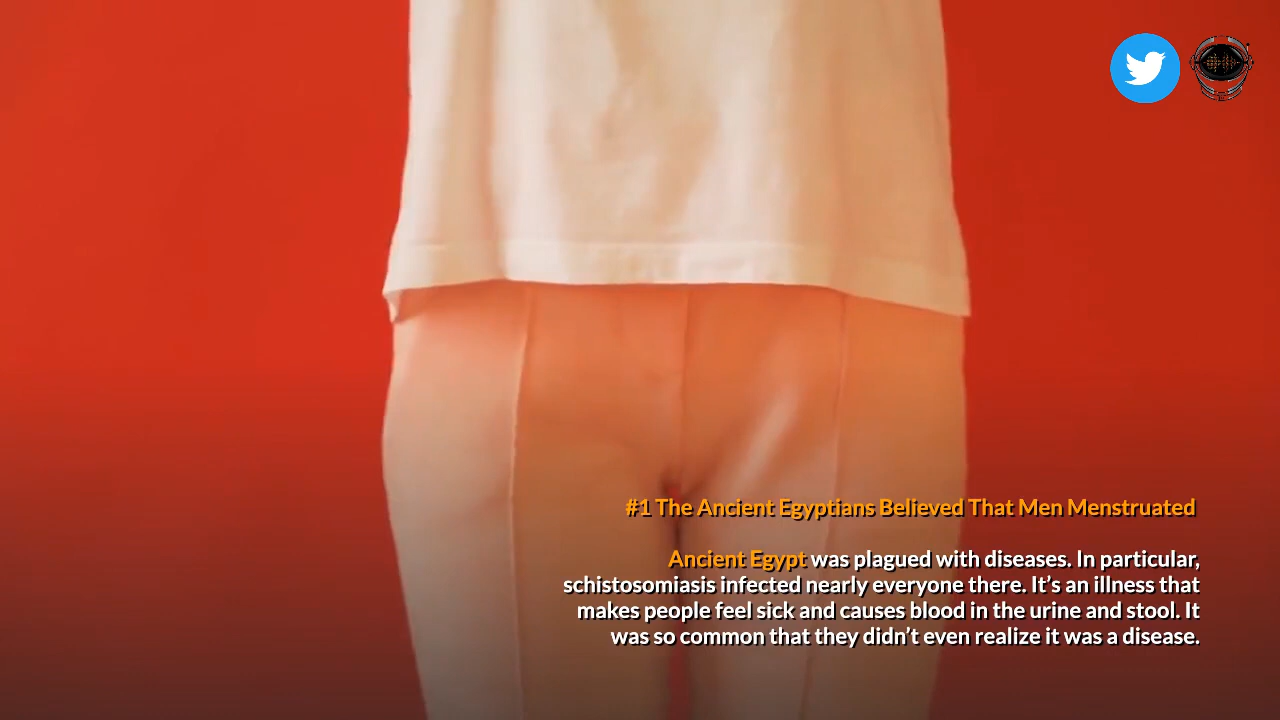 #1 The Ancient Egyptians Believed That Men Menstruated
Ancient Egypt was plagued with diseases. In particular,
schistosomiasis infected nearly everyone there. It’s an illness that
makes people feel sick and causes blood in the urine and stool. It
was so common that they didn’t even realize it was a disease.